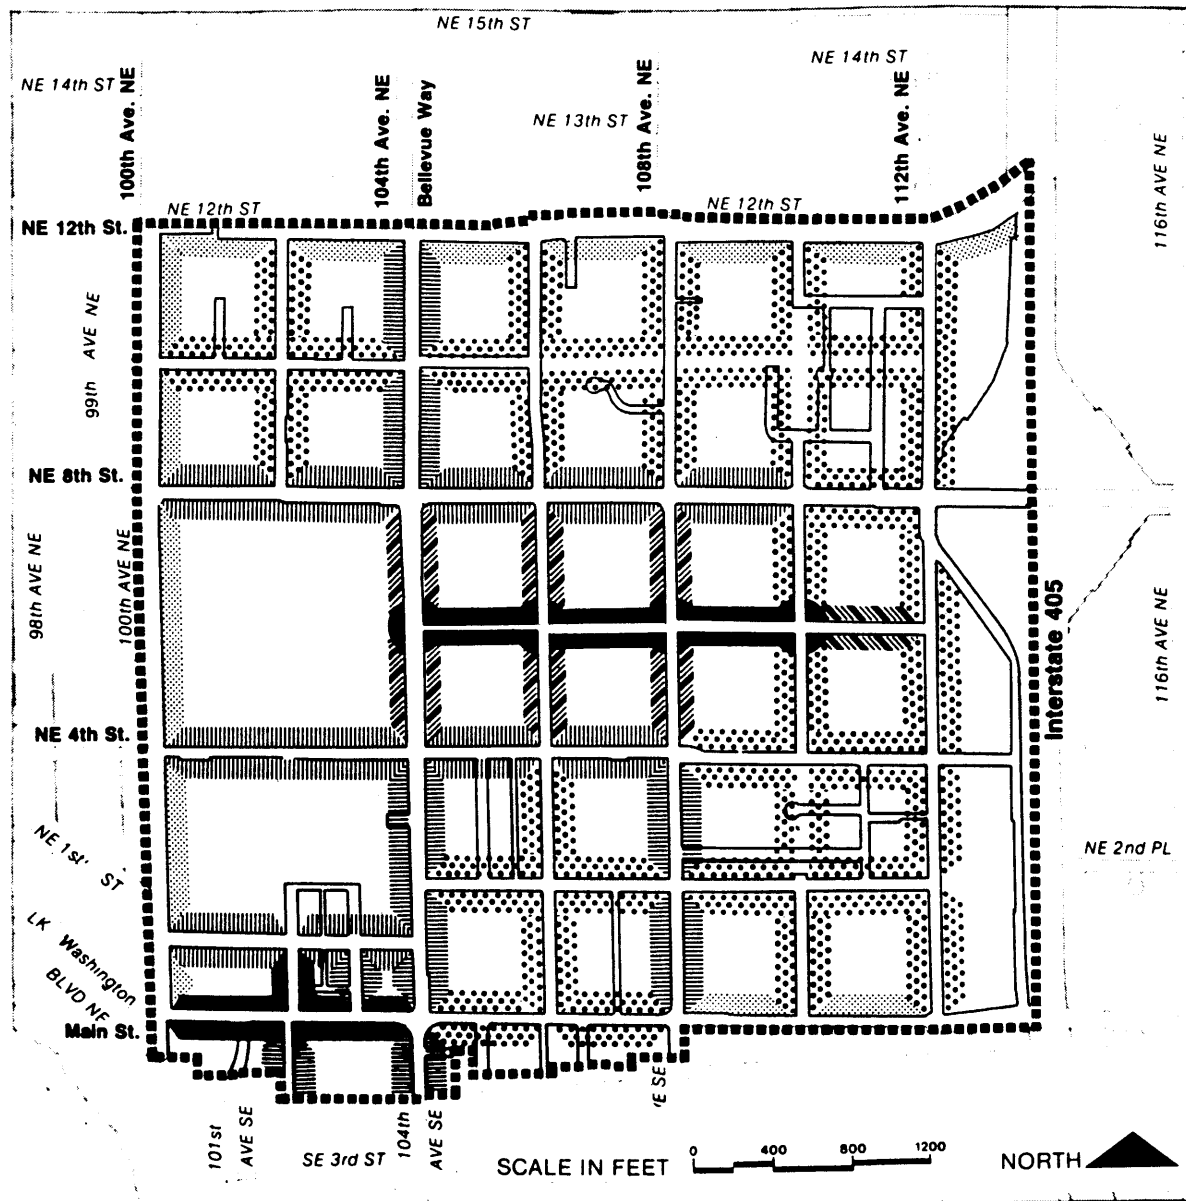 NE 15th ST
NE 14th ST
NE 14th ST
100th Ave. NE
104th Ave. NE
Bellevue Way
NE 13th ST
108th Ave. NE
112th Ave. NE
116th AVE NE
NE 12th ST
NE 12th ST
NE 12th St.
99th AVE NE
NE 8th St.
98th AVE NE
100th AVE NE
Interstate 405
116th AVE NE
NE 4th St.
NE 1st' ST
NE 2nd PL
LK Washington
BLVD NE
Main St.
101st
AVE SE
SE 3rd ST
104th
AVE SE
VE SE
SCALE IN FEET
0 400 800 1200
NORTH